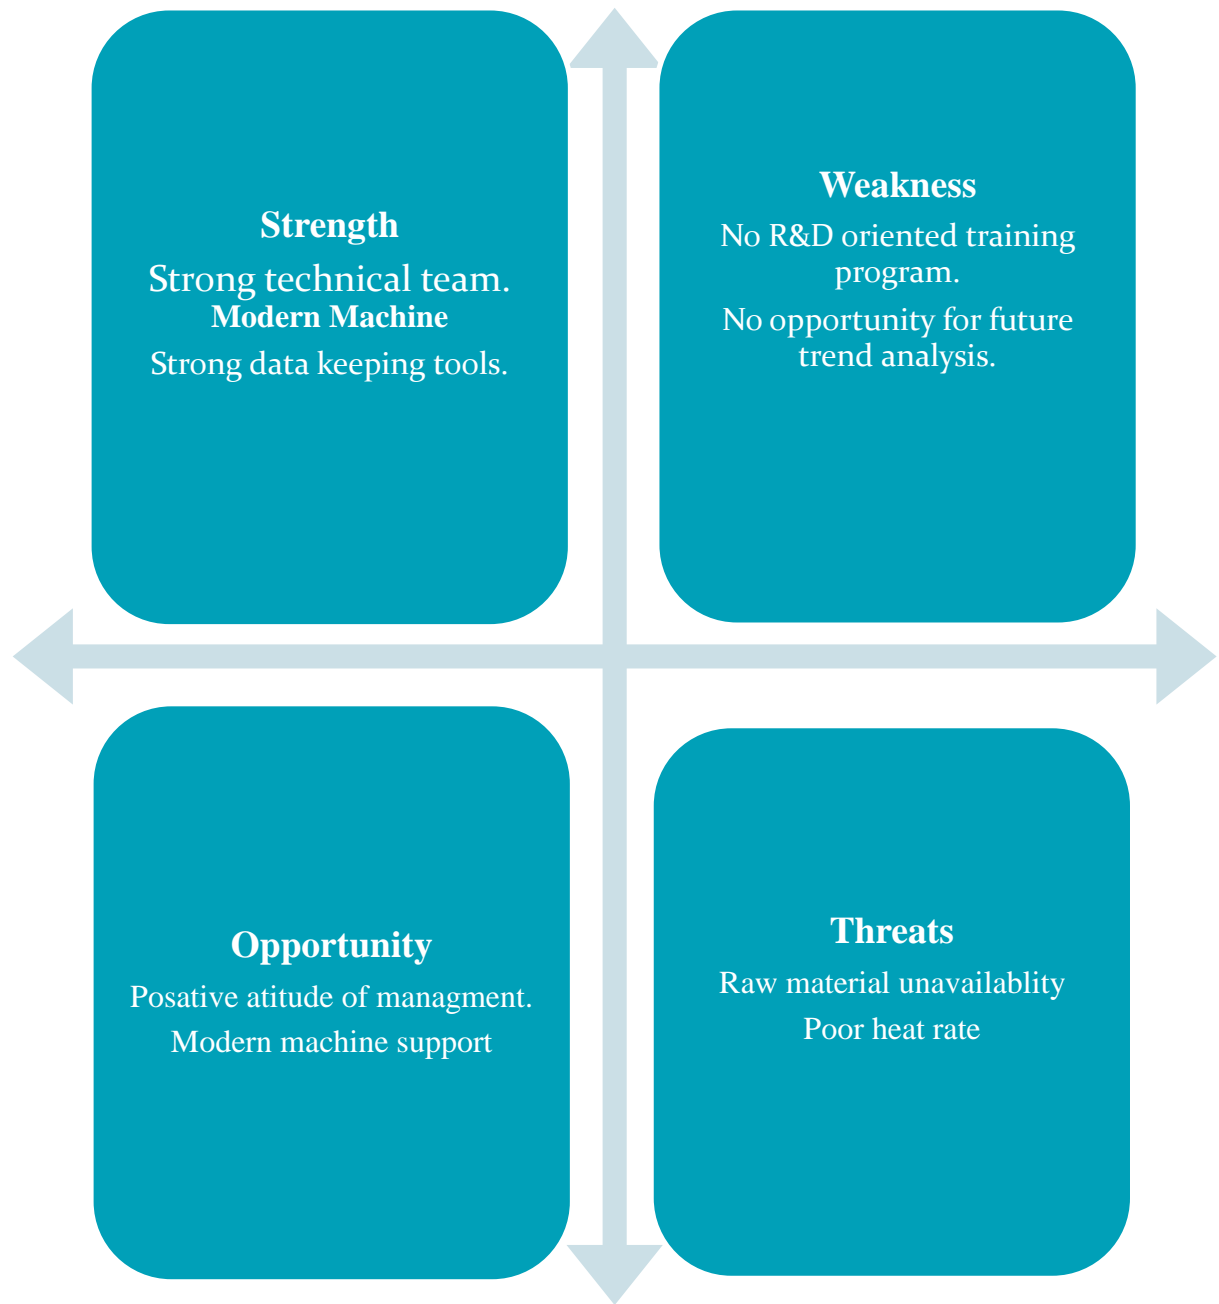 Strength
Strong technical team.
Modern Machine
Strong data keeping tools.
Weakness
No R&D oriented training
program.
No opportunity for future
trend analysis.
Opportunity
Posative atitude of managment.
Modern machine support
Threats
Raw material unavailablity
Poor heat rate